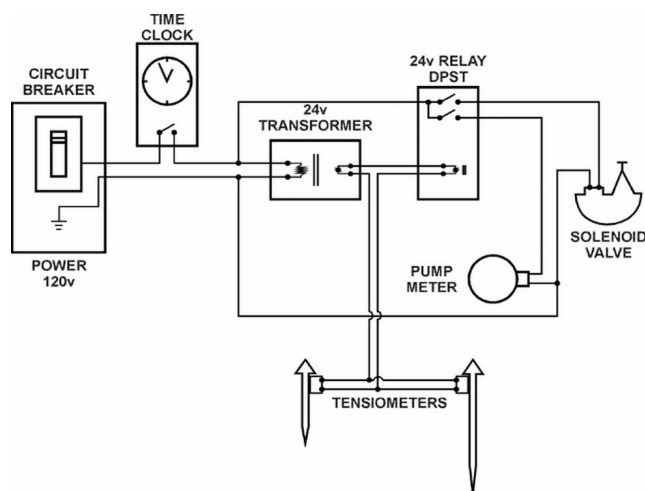 TIME
CLOCK
CIRCUIT
BREAKER
24v
TRANSFORMER
24v RELAY
DPST
POWER
120v
PUMP
METER
SOLENOID
VALVE
TENSIOMETERS